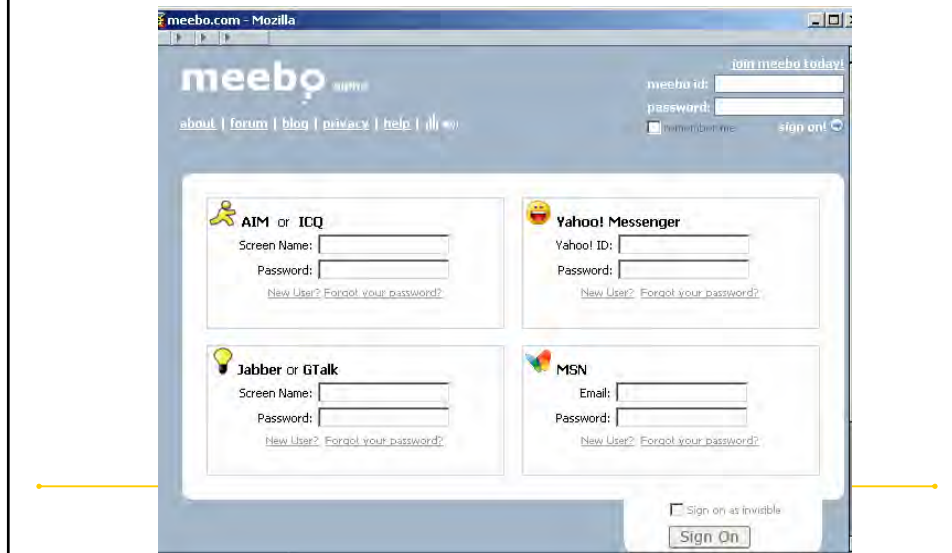 meebo.com - Mozilla
join meebo today!
meebo
meebo id:
password:
about | forum | blog | privacy | help |
remember me
sign on!
AIM or ICQ
Screen Name:
Password:
New User? Forgot your password?
Yahoo! Messenger
Yahoo! ID:
Password:
New User? Forgot your password?
Jabber or GTalk
Screen Name:
Password:
New User? Forgot your password?
MSN
Email:
Password:
New User? Forgot your password?
Sign on as invisible
Sign On